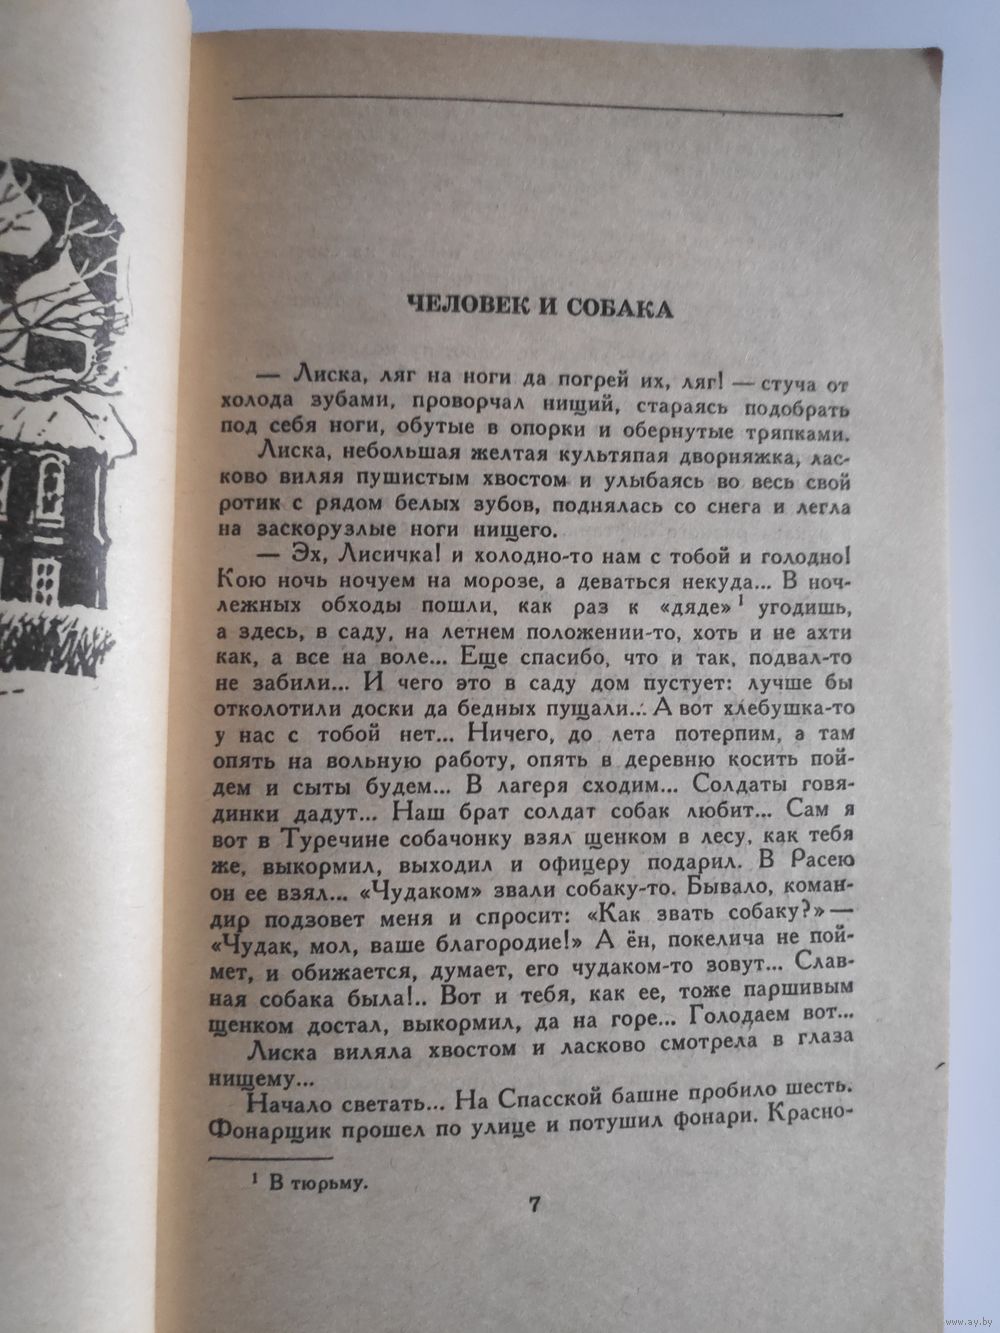 ЧЕЛОВЕК И СОБАКА
— Лиска, ляг на ноги да погрей их, ляг! — стуча от
холода зубами, проворчал нищий, стараясь подобрать
под себя ноги, обутые в опорки и обернутые тряпками.
Лиска, небольшая желтая культяпая дворняжка, лас-
ково виляя пушистым хвостом и улыбаясь во весь свой
ротик с рядом белых зубов, поднялась со снега и легла
на заскорузлые ноги нищего.
— Эх, Лисичка! и холодно-то нам с тобой и голодно!
Кою ночь ночуем на морозе, а деваться некуда... В ноч-
лежных обходы пошли, как раз к «дяде»¹ угодишь,
а здесь, в саду, на летнем положении-то, хоть и не ахти
как, а все на воле... Еще спасибо, что и так, подвал-то
не забили... И чего это в саду дом пустует: лучше бы
отколотили доски да бедных пущали... А вот хлебушка-то
у нас с тобой нет... Ничего, до лета потерпим, а там
опять на вольную работу, опять в деревню косить пой-
дем и сыты будем... В лагеря сходим... Солдаты говя-
динки дадут... Наш брат солдат собак любит... Сам я
вот в Туречине собачонку взял щенком в лесу, как тебя
же, выкормил, выходил и офицеру подарил. В Расею
он ее взял... «Чудаком» звали собаку-то. Бывало, коман-
дир подзовет меня и спросит: «Как звать собаку?» —
«Чудак, мол, ваше благородие!» А ён, покелича не пой-
мет, и обижается, думает, его чудаком-то зовут... Слав-
ная собака была!.. Вот и тебя, как ее, тоже паршивым
щенком достал, выкормил, да на горе... Голодаем вот...
Лиска виляла хвостом и ласково смотрела в глаза
нищему...
Начало светать... На Спасской башне пробило шесть.
Фонарщик прошел по улице и потушил фонари. Красно-
¹ В тюрьму.
7
www.ay.by